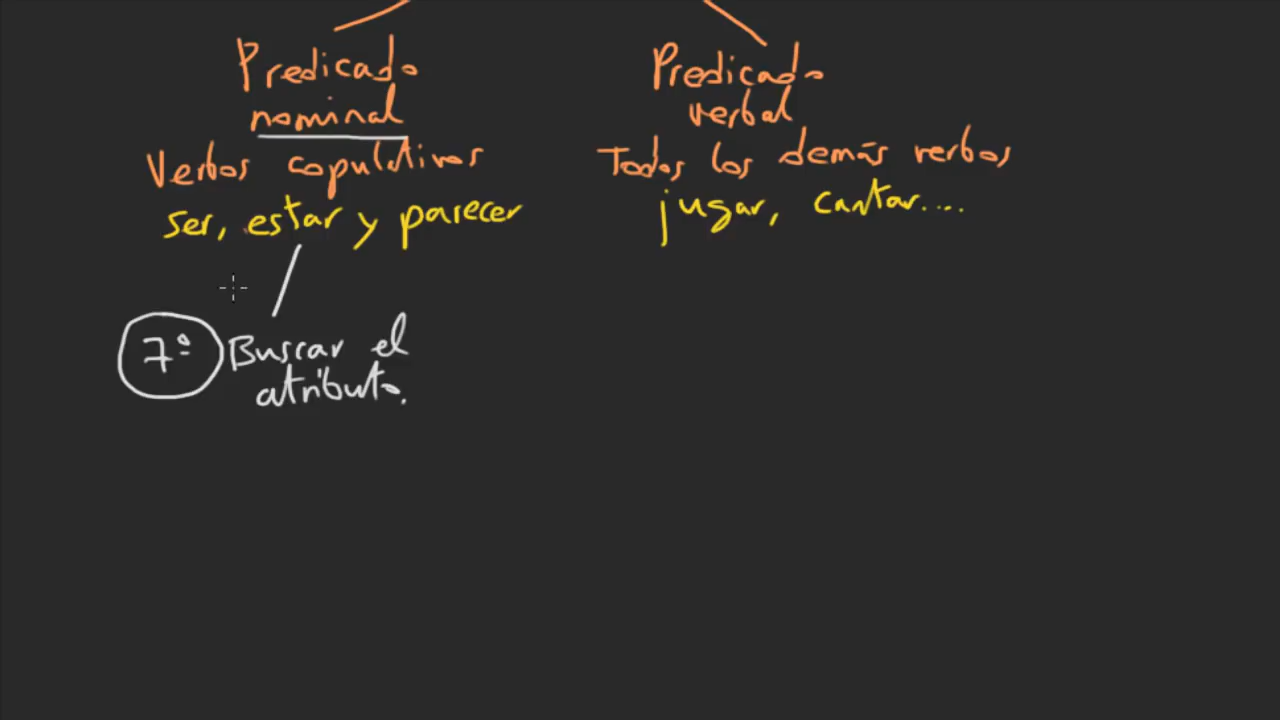 Predicado
nominal
Verbos copulativos
ser, estar y parecer
7º Buscar el
atributo.
Predicado
verbal
Todos los demás verbos
jugar, cantar....